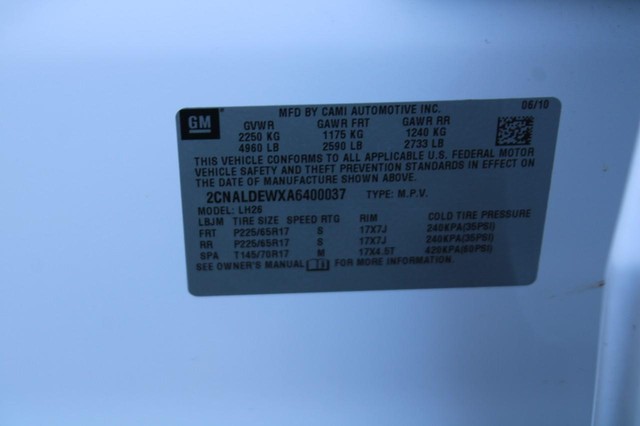 MFD BY CAMI AUTOMOTIVE INC. 06/10
GM
GVWR GAWR FRT GAWR RR
2250 KG 1175 KG 1240 KG
4960 LB 2590 LB 2733 LB
THIS VEHICLE CONFORMS TO ALL APPLICABLE U.S. FEDERAL MOTOR
VEHICLE SAFETY AND THEFT PREVENTION STANDARDS IN EFFECT ON
THE DATE OF MANUFACTURE SHOWN ABOVE.
2CNALDEWXA6400037 TYPE: M.P.V.
MODEL: LH26
LBJM TIRE SIZE SPEED RTG RIM COLD TIRE PRESSURE
FRT P225/65R17 S 17X7J 240KPA(35PSI)
RR P225/65R17 S 17X7J 240KPA(35PSI)
SPA T145/70R17 M 17X4.5T 420KPA(60PSI)
SEE OWNER'S MANUAL FOR MORE INFORMATION.